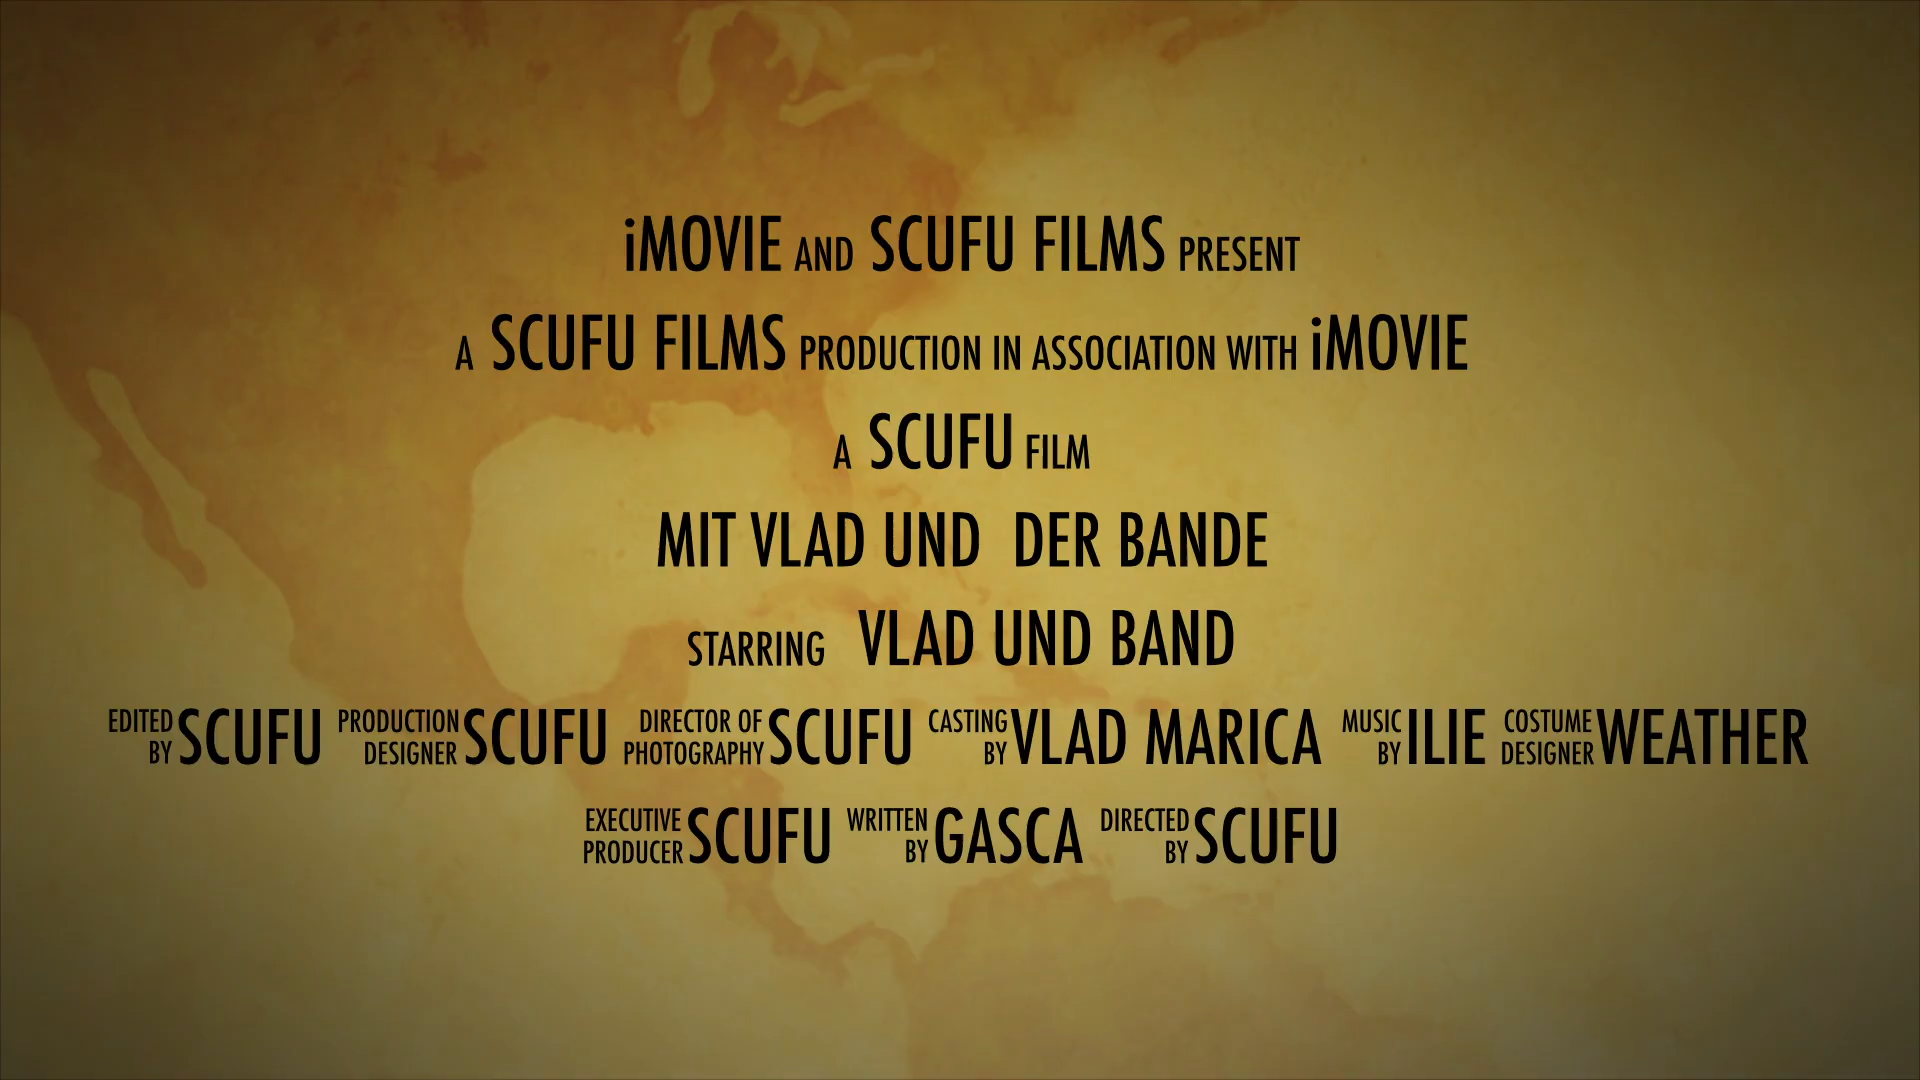 iMOVIE AND SCUFU FILMS PRESENT
A SCUFU FILMS PRODUCTION IN ASSOCIATION WITH iMOVIE
A SCUFU FILM
MIT VLAD UND DER BANDE
STARRING VLAD UND BAND
EDITED BY SCUFU PRODUCTION DESIGNER SCUFU DIRECTOR OF PHOTOGRAPHY SCUFU CASTING BY VLAD MARICA MUSIC BY ILIE COSTUME DESIGNER WEATHER
EXECUTIVE PRODUCER SCUFU WRITTEN BY GASCA DIRECTED BY SCUFU